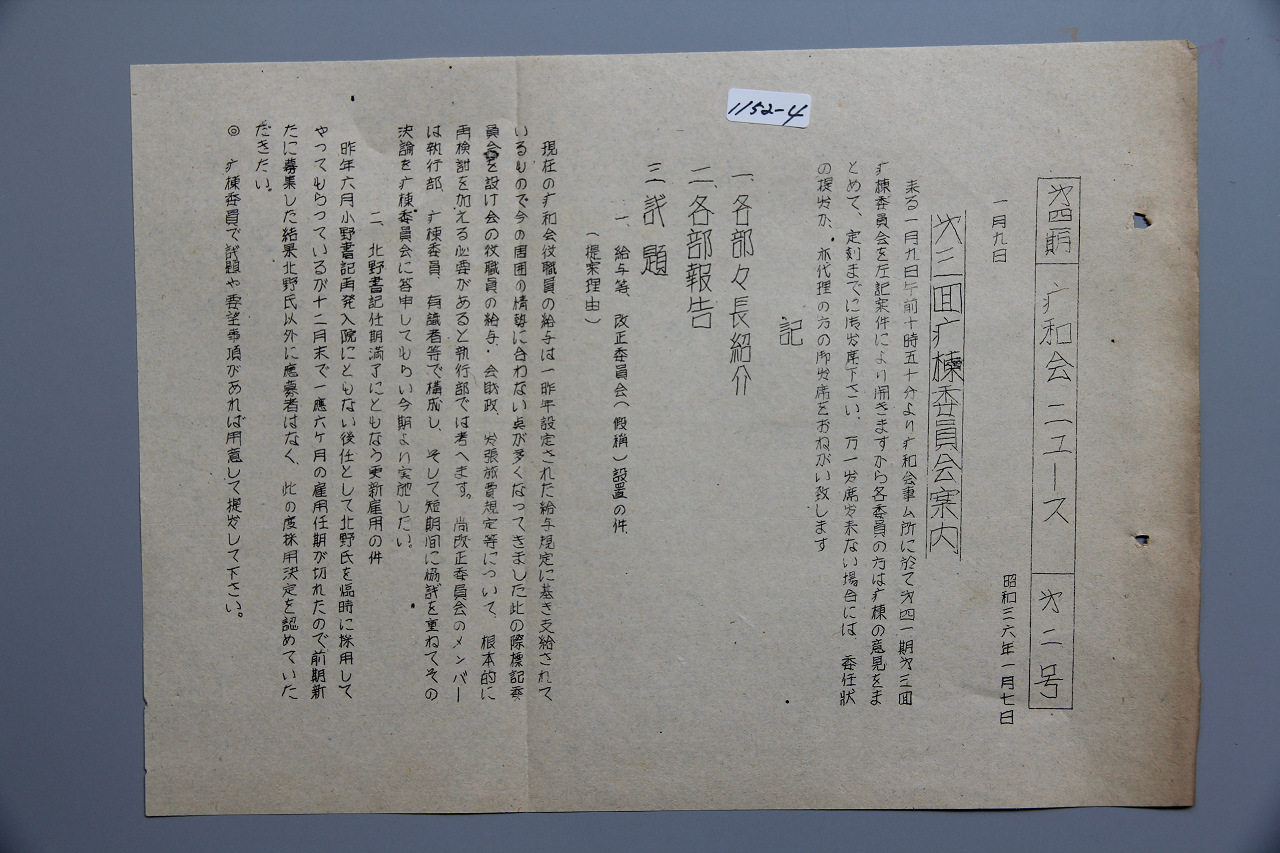 1152-4
才四一期 疒和会ニュース 才二号
昭和三六年一月七日
一月九日
才三回疒棟委員会案内
来る一月九日午前十時五十分より疒和会事ム所に於て才四一期才三回
疒棟委員会を左記案件により開きますから各委員の方は疒棟の意見をま
とめて、定刻までに御出席下さい。万一出席出来ない場合には、委任状
の提出か、亦代理の方の御出席をおねがい致します
記
一、各部々長紹介
二、各部報告
三、議題
一、給与等、改正委員会(仮称)設置の件、
(提案理由)
現在の疒和会役職員の給与は一昨年設定された給与規定に基き支給されて
いるもので今の周囲の情勢に合わない点が多くなってきました此の際標記委
員会を設け会の役職員の給与・会財政、出張旅費規定等について、根本的に
再検討を加える必要があると執行部では考へます。尚改正委員会のメンバー
は執行部、疒棟委員、有識者等で構成し、そして短期间に協議を重ねてその
決論を疒棟委員会に答申してもらい今期より実施したい。
二、北野書記任期満了にともなう更新雇用の件
昨年六月小野書記再発入院にともない後任として北野氏を臨時に採用して
やってもらっているが十二月末で一應六ヶ月の雇用任期が切れたので前期新
たに募集した結果北野氏以外に應募者はなく、此の度採用決定を認めていた
だきたい。
◎ 疒棟委員で議題や要望事項があれば用意して提出して下さい。